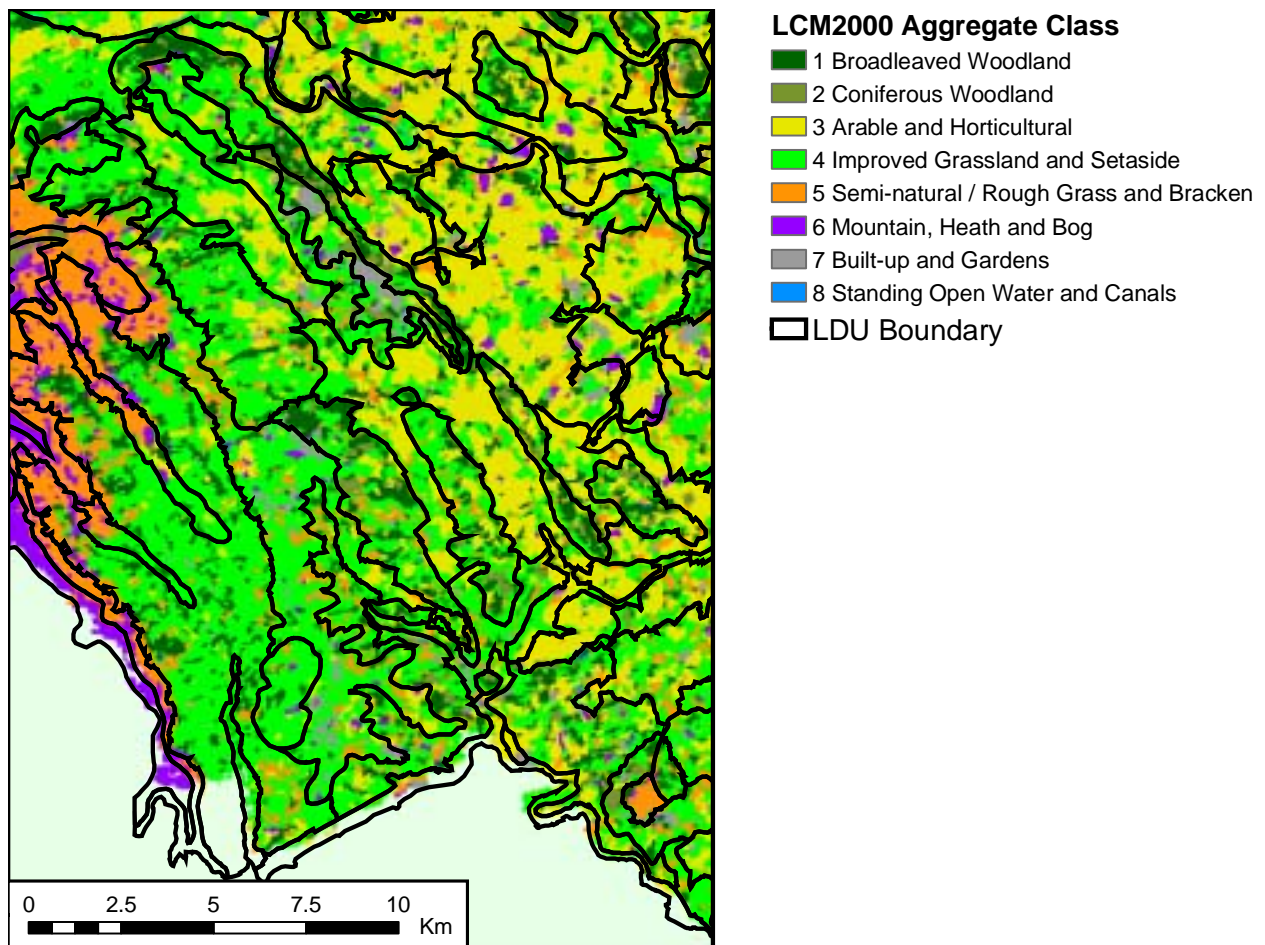 LCM2000 Aggregate Class
1 Broadleaved Woodland
2 Coniferous Woodland
3 Arable and Horticultural
4 Improved Grassland and Setaside
5 Semi-natural / Rough Grass and Bracken
6 Mountain, Heath and Bog
7 Built-up and Gardens
8 Standing Open Water and Canals
LDU Boundary
0 2.5 5 7.5 10
Km